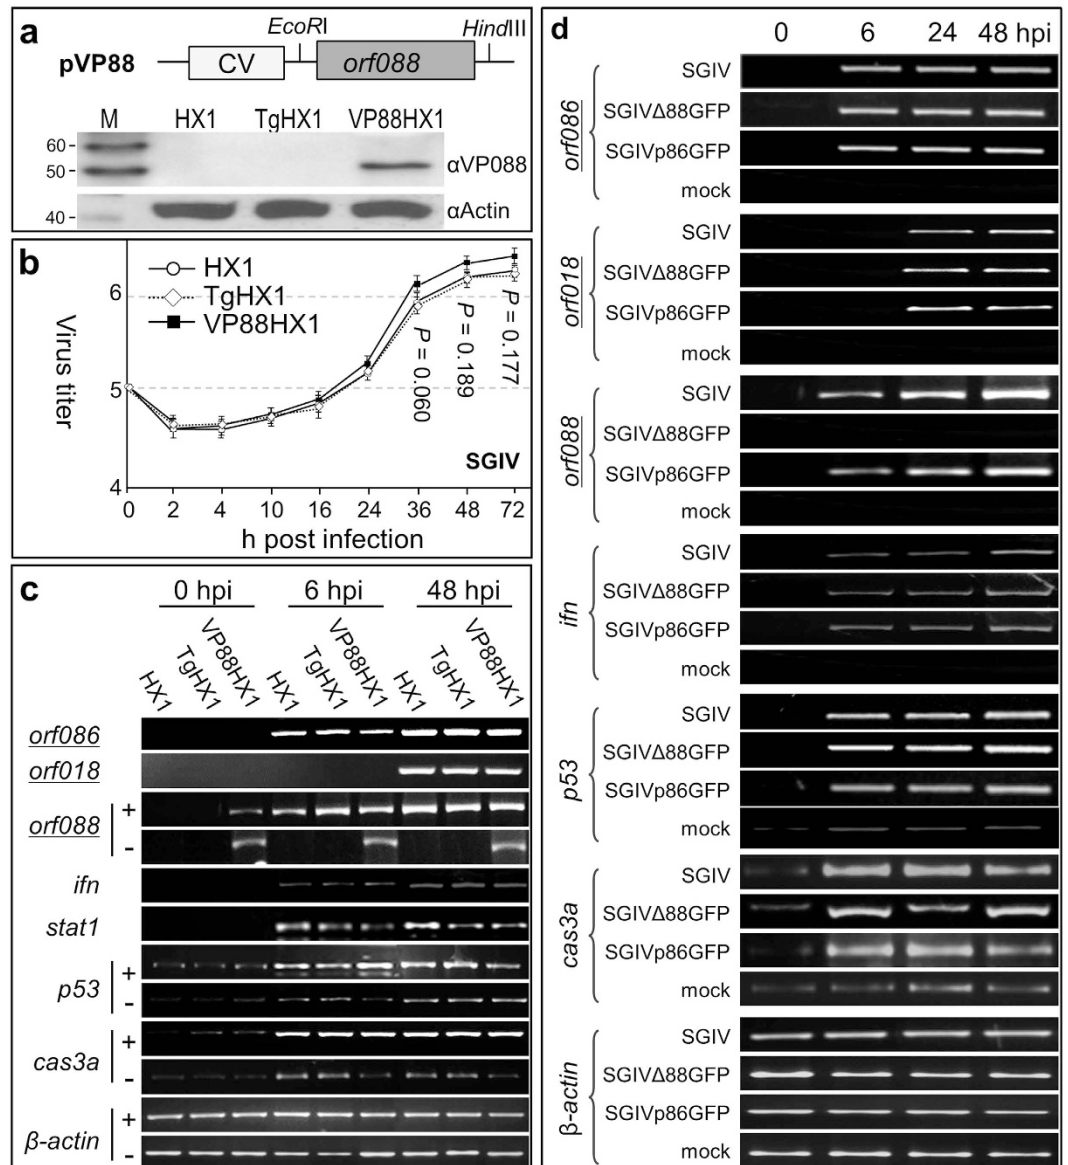 a
EcoRI HindIII
pVP88 CV orf088
M HX1 TgHX1 VP88HX1
60
50
αVP088
40
αActin
b
HX1
TgHX1
VP88HX1
6
5
4
Virus titer
P = 0.060
P = 0.189
P = 0.177
SGIV
0 2 4 10 16 24 36 48 72
h post infection
c
0 hpi 6 hpi 48 hpi
HX1 TgHX1 VP88HX1 HX1 TgHX1 VP88HX1 HX1 TgHX1 VP88HX1
orf086
orf018
orf088 + -
ifn
stat1
p53 + -
cas3a + -
β-actin + -
d
0 6 24 48 hpi
orf086
SGIV
SGIVΔ88GFP
SGIVp86GFP
mock
orf018
SGIV
SGIVΔ88GFP
SGIVp86GFP
mock
orf088
SGIV
SGIVΔ88GFP
SGIVp86GFP
mock
ifn
SGIV
SGIVΔ88GFP
SGIVp86GFP
mock
p53
SGIV
SGIVΔ88GFP
SGIVp86GFP
mock
cas3a
SGIV
SGIVΔ88GFP
SGIVp86GFP
mock
β-actin
SGIV
SGIVΔ88GFP
SGIVp86GFP
mock